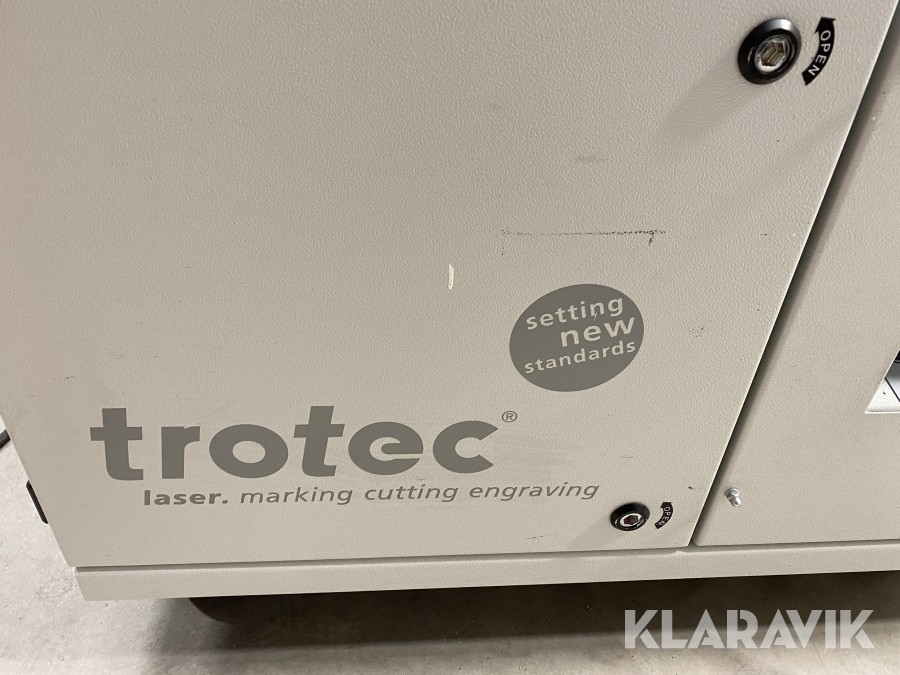 OPEN
setting
new
standards
trotec®
laser. marking cutting engraving
OPEN
KLARAVIK